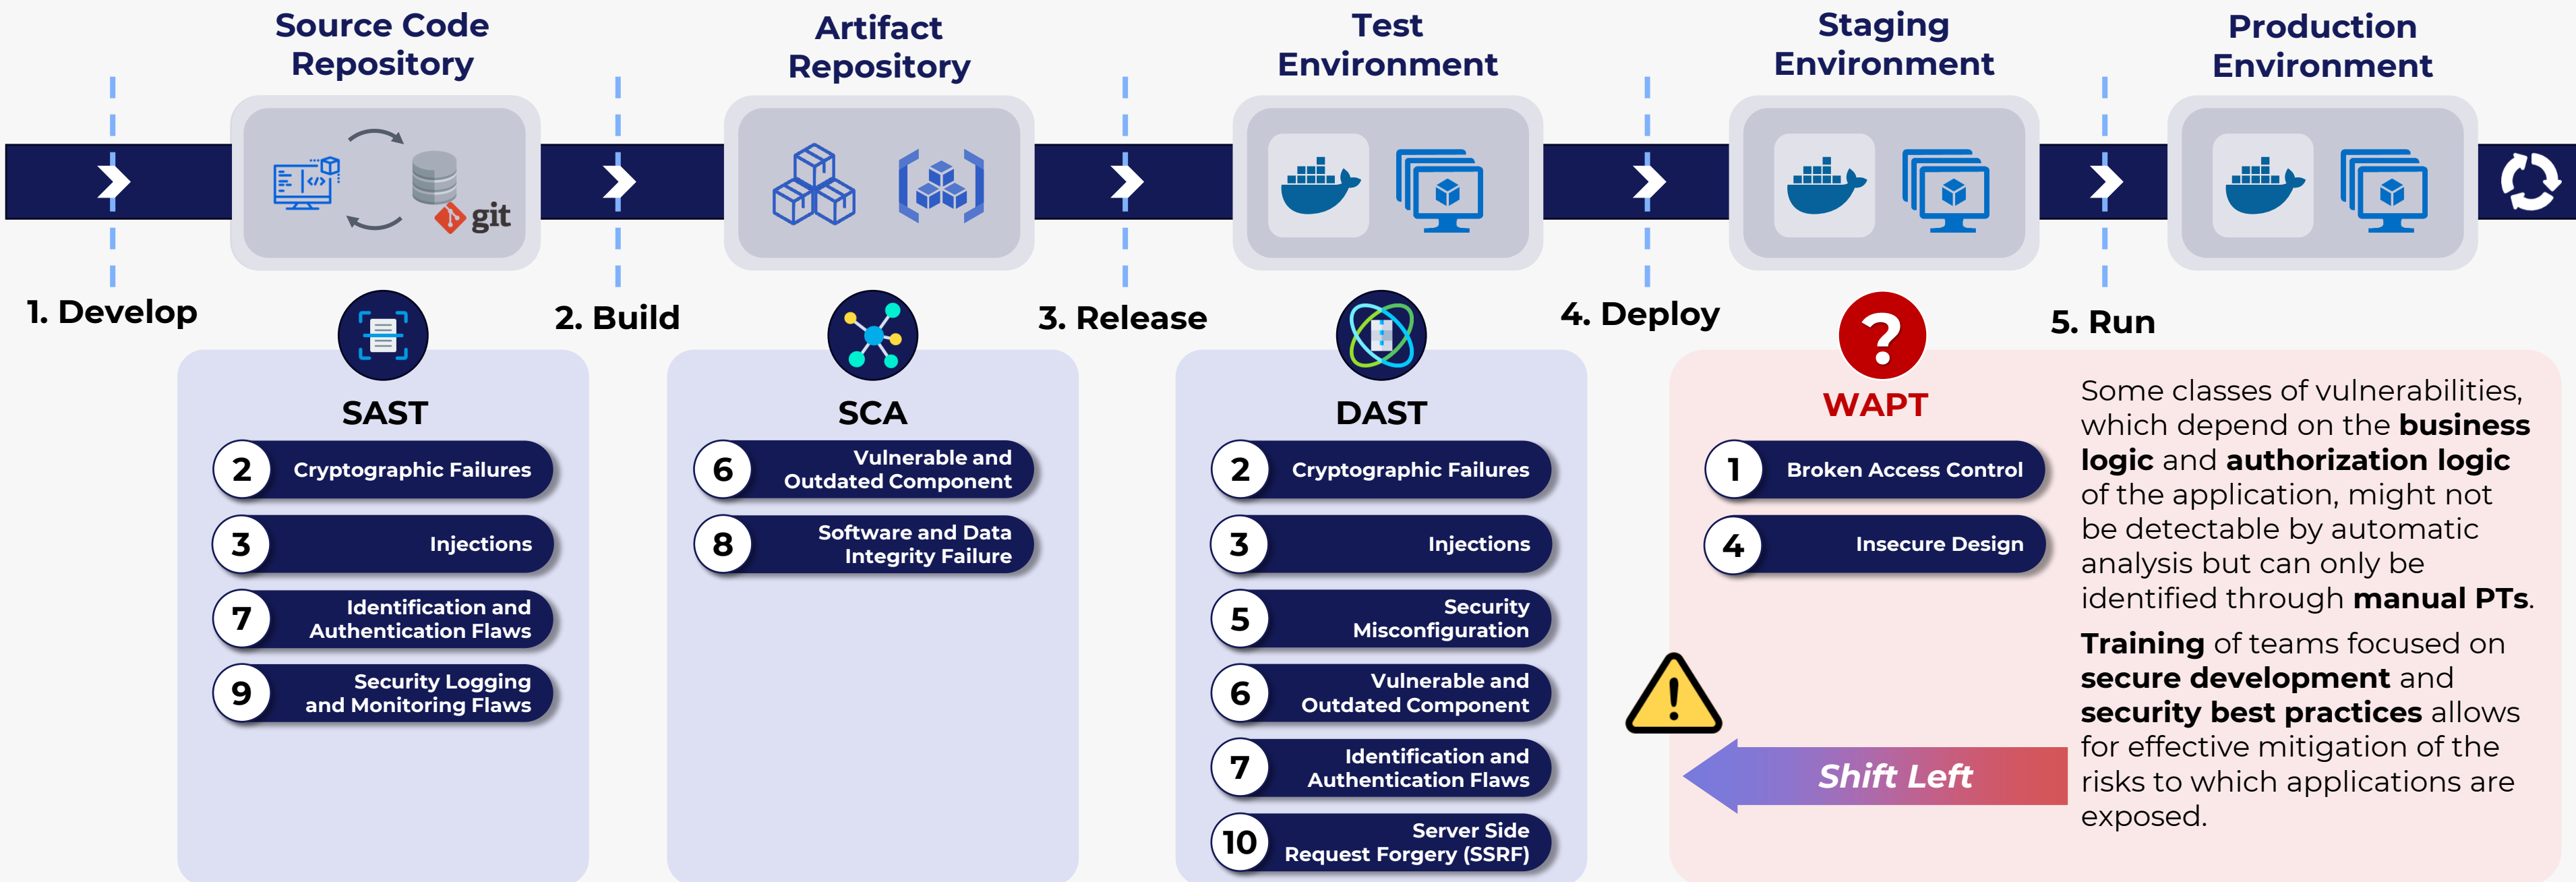 Source Code
Repository
Artifact
Repository
Test
Environment
Staging
Environment
Production
Environment
git
1. Develop
2. Build
3. Release
4. Deploy
5. Run
SAST
2 Cryptographic Failures
3 Injections
7 Identification and
Authentication Flaws
9 Security Logging
and Monitoring Flaws
SCA
6 Vulnerable and
Outdated Component
8 Software and Data
Integrity Failure
DAST
2 Cryptographic Failures
3 Injections
5 Security
Misconfiguration
6 Vulnerable and
Outdated Component
7 Identification and
Authentication Flaws
10 Server Side
Request Forgery (SSRF)
?
WAPT
1 Broken Access Control
4 Insecure Design
!
Shift Left
Some classes of vulnerabilities,
which depend on the business
logic and authorization logic
of the application, might not
be detectable by automatic
analysis but can only be
identified through manual PTs.
Training of teams focused on
secure development and
security best practices allows
for effective mitigation of the
risks to which applications are
exposed.